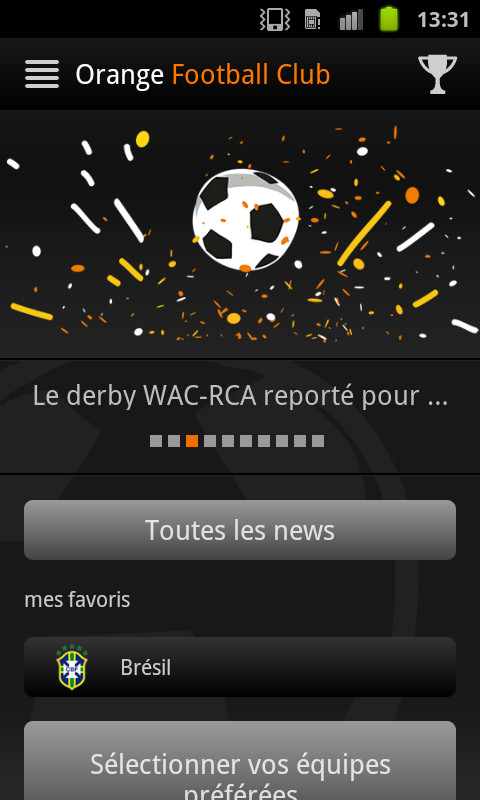 13:31
Orange Football Club
Le derby WAC-RCA reporté pour ...
Toutes les news
mes favoris
Brésil
Sélectionner vos équipes
préférées